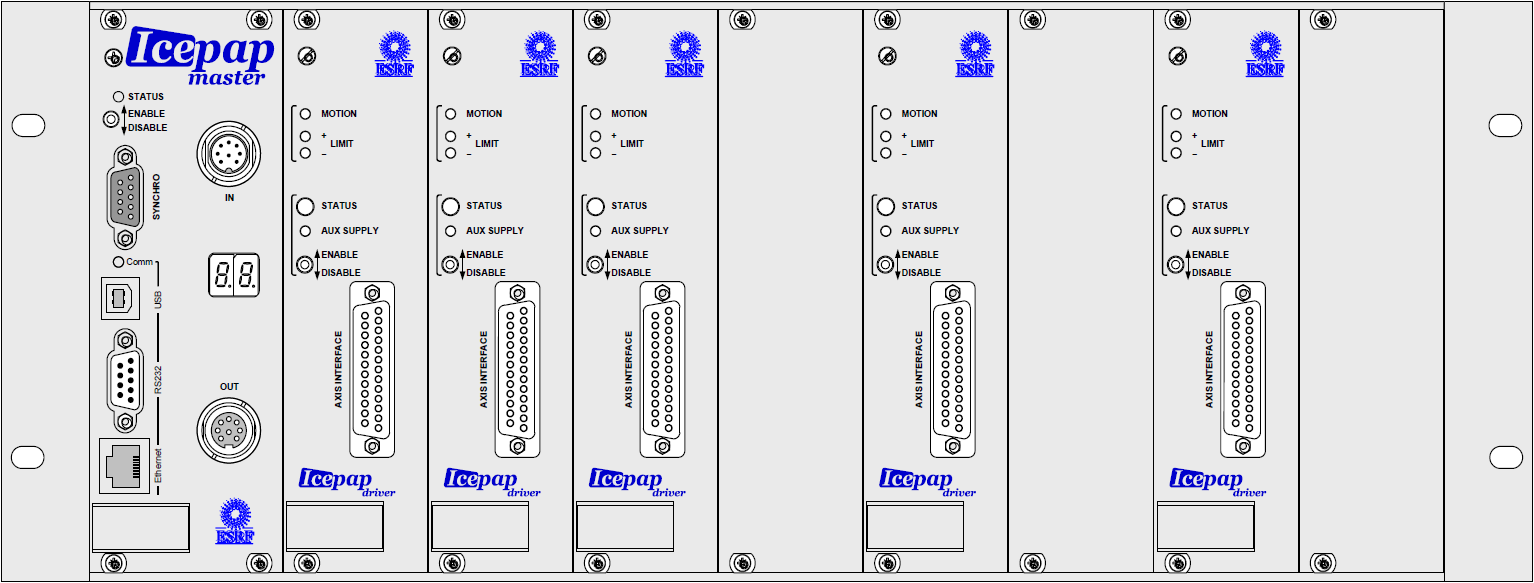 Icepap
master
STATUS
ENABLE
DISABLE
SYNCHRO
IN
Comm
USB
8.8.
RS232
OUT
Ethernet
ESRF
ESRF
MOTION
+
LIMIT
–
STATUS
AUX SUPPLY
ENABLE
DISABLE
AXIS INTERFACE
Icepap
driver
ESRF
MOTION
+
LIMIT
–
STATUS
AUX SUPPLY
ENABLE
DISABLE
AXIS INTERFACE
Icepap
driver
ESRF
MOTION
+
LIMIT
–
STATUS
AUX SUPPLY
ENABLE
DISABLE
AXIS INTERFACE
Icepap
driver
ESRF
MOTION
+
LIMIT
–
STATUS
AUX SUPPLY
ENABLE
DISABLE
AXIS INTERFACE
Icepap
driver
ESRF
MOTION
+
LIMIT
–
STATUS
AUX SUPPLY
ENABLE
DISABLE
AXIS INTERFACE
Icepap
driver